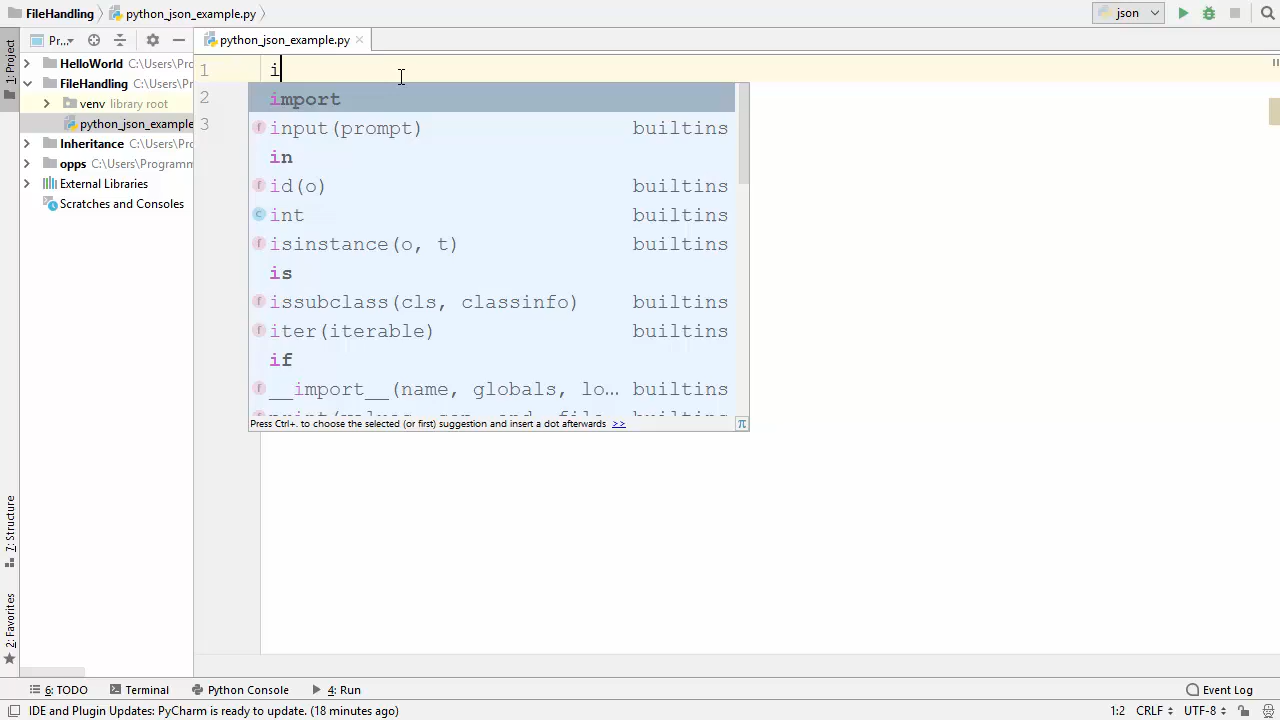 FileHandling python_json_example.py json
1: Project
Pr... python_json_example.py
HelloWorld C:\Users\Pro
FileHandling C:\Users\Pr
venv library root
python_json_example
Inheritance C:\Users\Pro
opps C:\Users\Programm
External Libraries
Scratches and Consoles
1 i
2
3
import
input(prompt) builtins
in
id(o) builtins
int builtins
isinstance(o, t) builtins
is
issubclass(cls, classinfo) builtins
iter(iterable) builtins
if
__import__(name, globals, lo... builtins
Press Ctrl+. to choose the selected (or first) suggestion and insert a dot afterwards >> π
7: Structure
2: Favorites
6: TODO Terminal Python Console 4: Run Event Log
IDE and Plugin Updates: PyCharm is ready to update. (18 minutes ago) 1:2 CRLF UTF-8